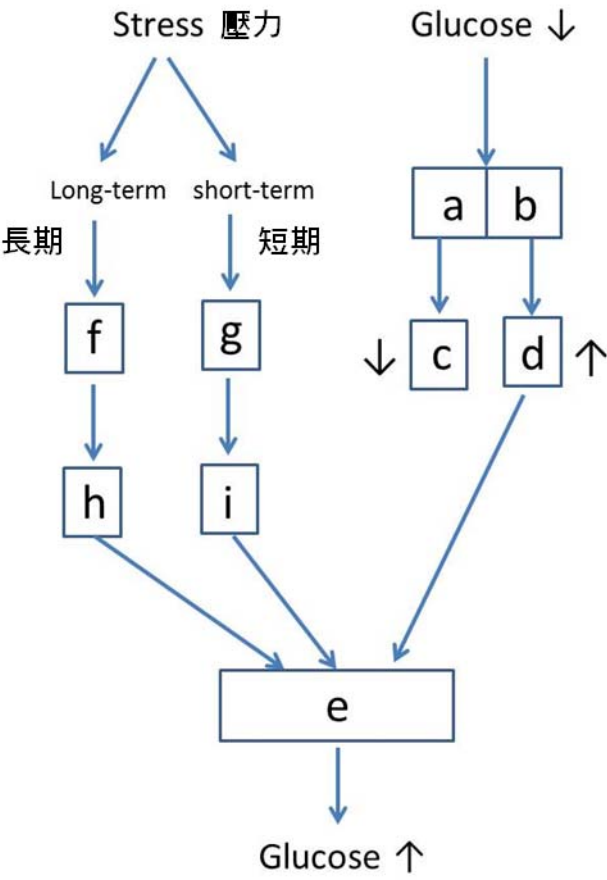 Stress 壓力
Glucose ↓
Long-term
short-term
長期
短期
a
b
f
g
↓
c
d
↑
h
i
e
Glucose ↑